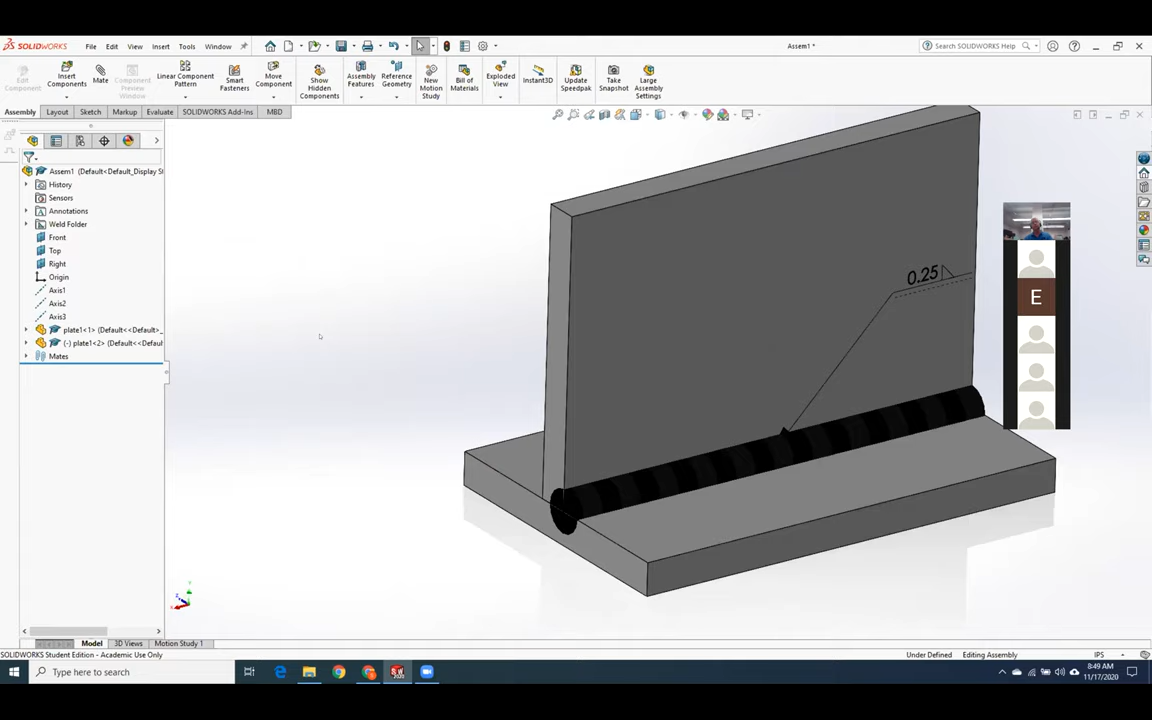 SOLIDWORKS File Edit View Insert Tools Window Assem1 * Search SOLIDWORKS Help
Edit Component
Insert Components
Mate
Component Preview Window
Linear Component Pattern
Smart Fasteners
Move Component
Show Hidden Components
Assembly Features
Reference Geometry
New Motion Study
Bill of Materials
Exploded View
Instant3D
Update Speedpak
Take Snapshot
Large Assembly Settings
Assembly Layout Sketch Markup Evaluate SOLIDWORKS Add-Ins MBD
Assem1 (Default<Default_Display St
History
Sensors
Annotations
Weld Folder
Front
Top
Right
Origin
Axis1
Axis2
Axis3
plate1<1> (Default<<Default>_
(-) plate1<2> (Default<<Defaul
Mates
0.25
E
Model 3D Views Motion Study 1
SOLIDWORKS Student Edition - Academic Use Only Under Defined Editing Assembly IPS
Type here to search
8:49 AM
11/17/2020